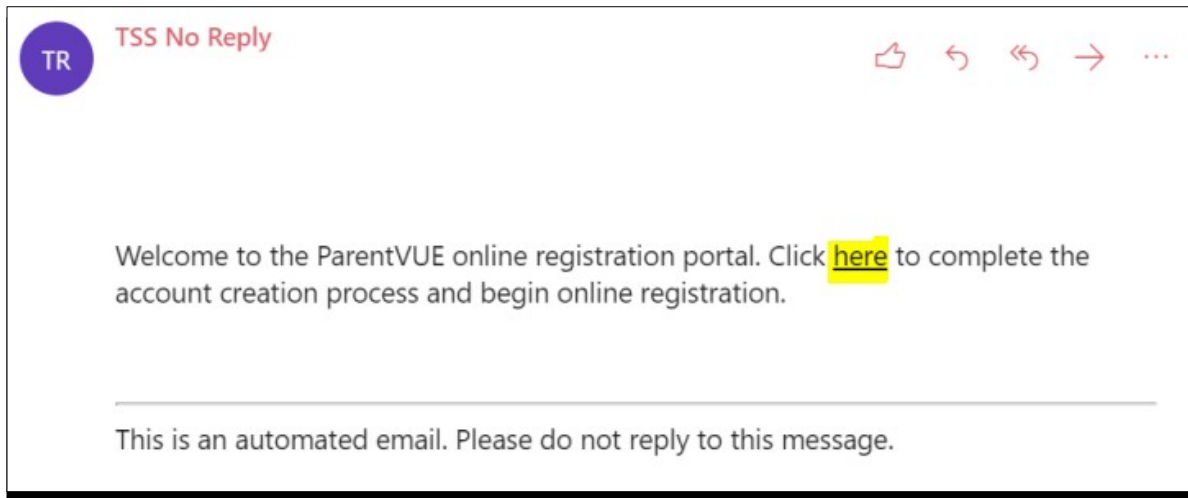 TR
TSS No Reply
Welcome to the ParentVUE online registration portal. Click here to complete the
account creation process and begin online registration.
This is an automated email. Please do not reply to this message.